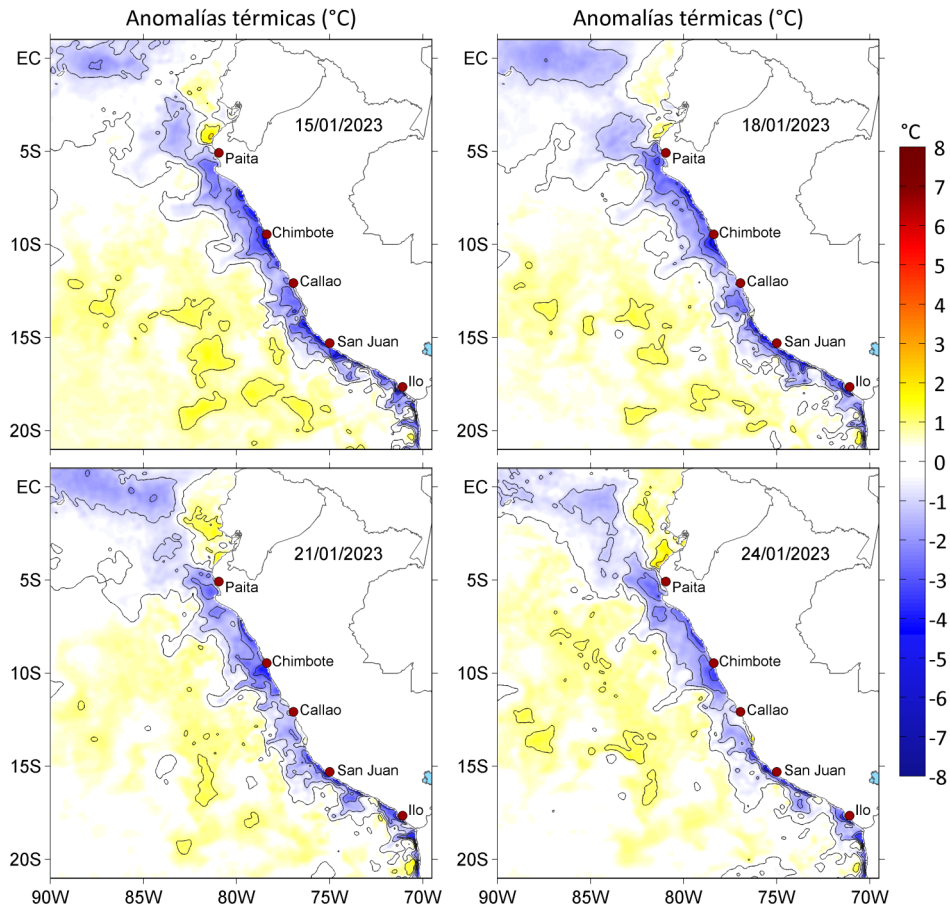 Anomalías térmicas (°C)
Anomalías térmicas (°C)
EC
5S
10S
15S
20S
15/01/2023
Paita
Chimbote
Callao
San Juan
Ilo
EC
5S
10S
15S
20S
18/01/2023
Paita
Chimbote
Callao
San Juan
Ilo
°C
8
7
6
5
4
3
2
1
0
-1
-2
-3
-4
-5
-6
-7
-8
EC
5S
10S
15S
20S
21/01/2023
Paita
Chimbote
Callao
San Juan
Ilo
90W
85W
80W
75W
70W
EC
5S
10S
15S
20S
24/01/2023
Paita
Chimbote
Callao
San Juan
Ilo
90W
85W
80W
75W
70W